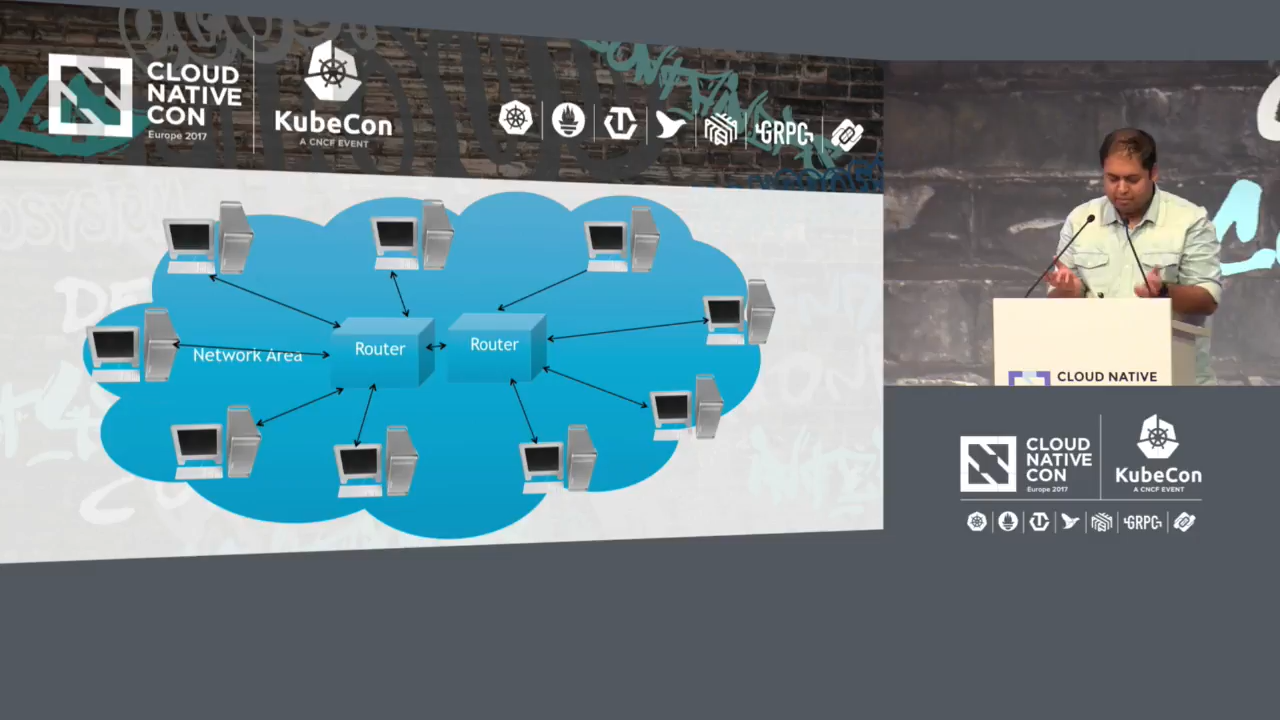 CLOUD
NATIVE
CON
Europe 2017
KubeCon
A CNCF EVENT
GRPC
Network Area
Router
Router
CLOUD NATIVE
CLOUD
NATIVE
CON
Europe 2017
KubeCon
A CNCF EVENT
GRPC